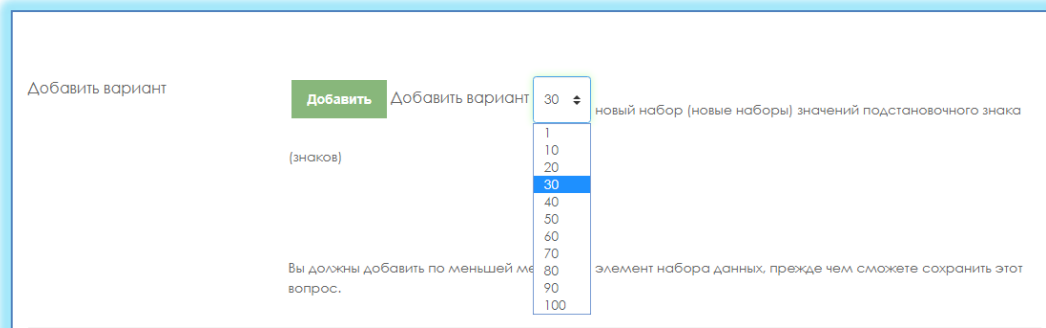 Добавить вариант
Добавить Добавить вариант 30 новый набор (новые наборы) значений подстановочного знака
(знаков)
1
10
20
30
40
50
60
70
80
90
100
Вы должны добавить по меньшей ме элемент набора данных, прежде чем сможете сохранить этот
вопрос.